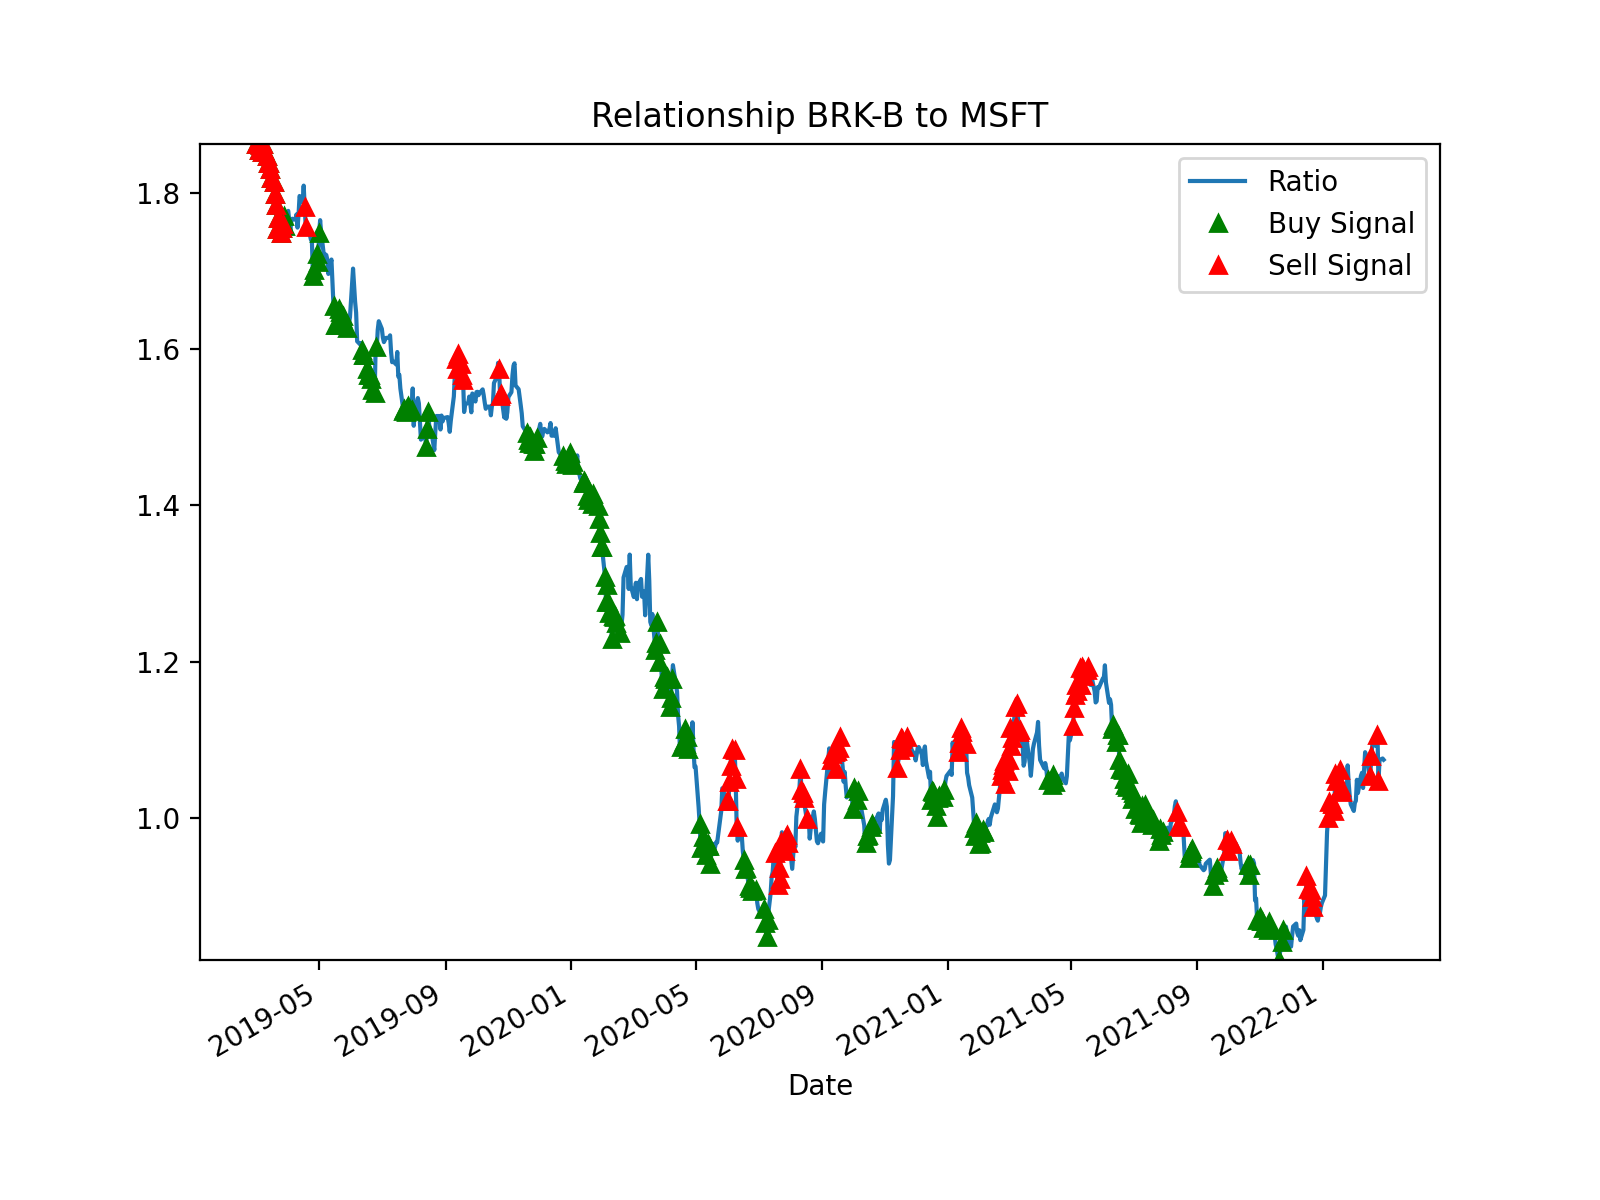 Relationship BRK-B to MSFT
Ratio
Buy Signal
Sell Signal
1.8
1.6
1.4
1.2
1.0
2019-05
2019-09
2020-01
2020-05
2020-09
2021-01
2021-05
2021-09
2022-01
Date